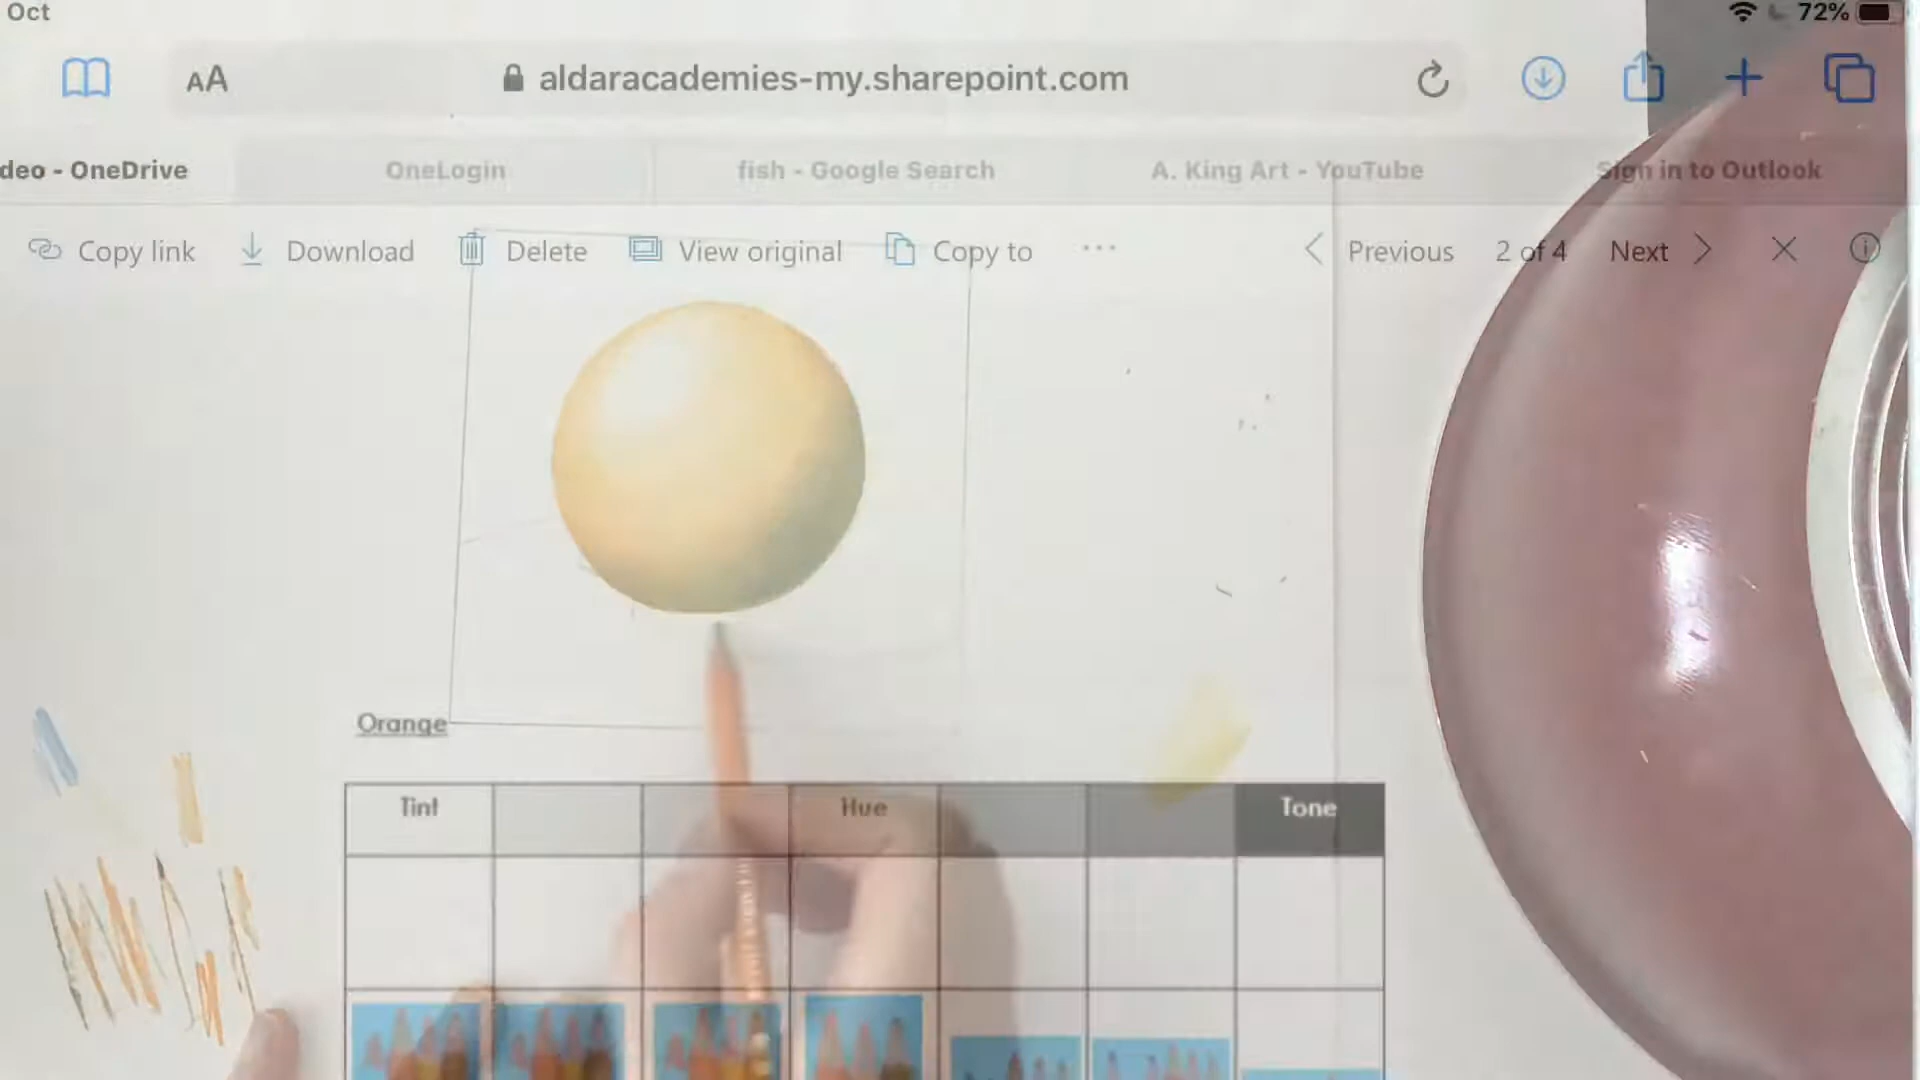 Oct
72%
AA
aldaracademies-my.sharepoint.com
deo - OneDrive
OneLogin
fish - Google Search
A. King Art - YouTube
Sign in to Outlook
Copy link
Download
Delete
View original
Copy to
...
Previous
2 of 4
Next
Orange
Tint
Hue
Tone